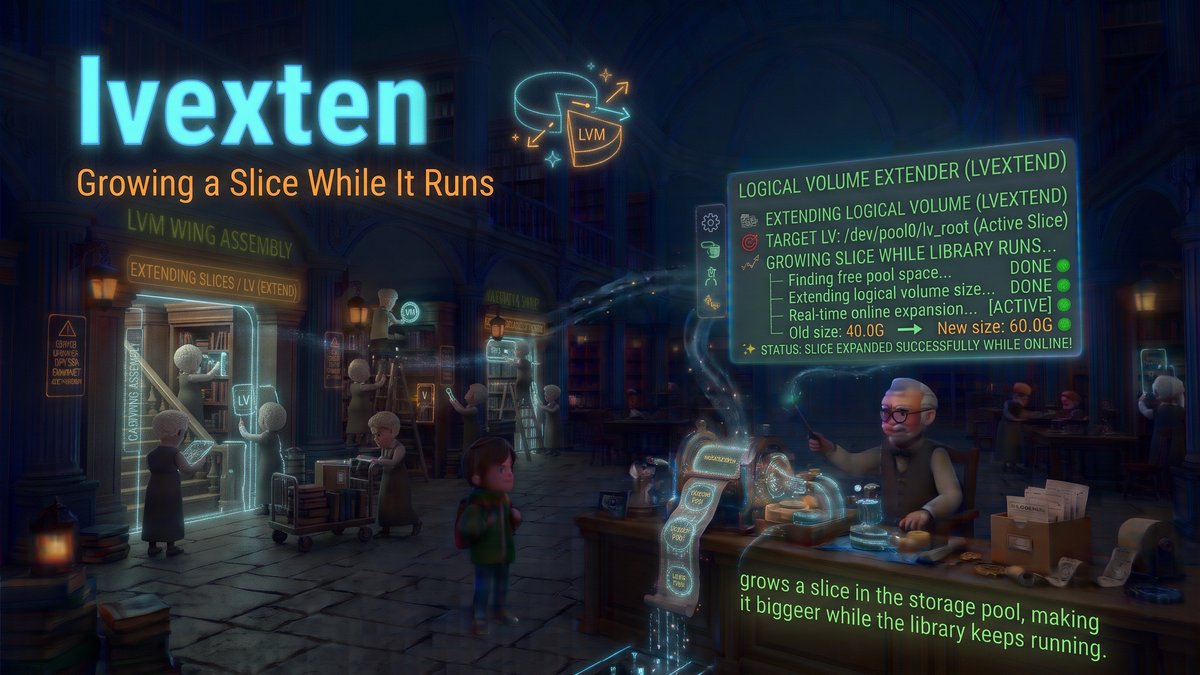 lvexten
Growing a Slice While It Runs
LVM
LVM WING ASSEMBLY
EXTENDING SLICES / LV (EXTEND)
LV
LOGICAL VOLUME EXTENDER (LVEXTEND)
EXTENDING LOGICAL VOLUME (LVEXTEND)
TARGET LV: /dev/pool0/lv_root (Active Slice)
GROWING SLICE WHILE LIBRARY RUNS...
Finding free pool space... DONE
Extending logical volume size... DONE
Real-time online expansion... [ACTIVE]
Old size: 40.0G → New size: 60.0G
STATUS: SLICE EXPANDED SUCCESSFULLY WHILE ONLINE!
grows a slice in the storage pool, making
it biggeer while the library keeps running.